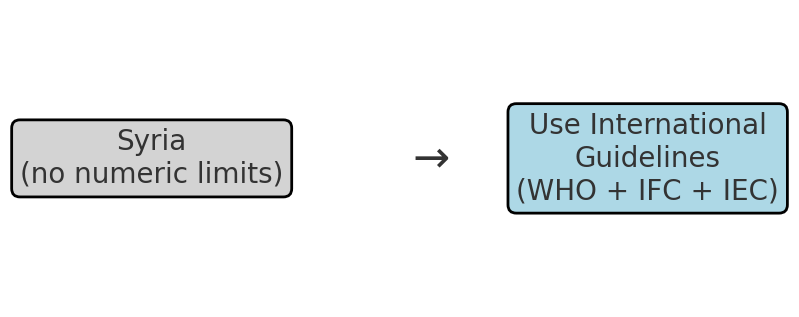 Syria
(no numeric limits)
→
Use International
Guidelines
(WHO + IFC + IEC)